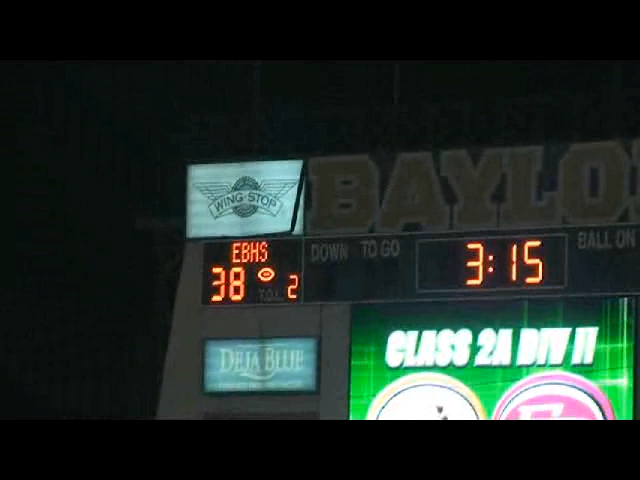 WING·STOP
BAYLO
EBHS
DOWN TO GO
3:15
BALL ON
38 T.O.L. 2
DEJA BLUE
CLASS 2A DIV II